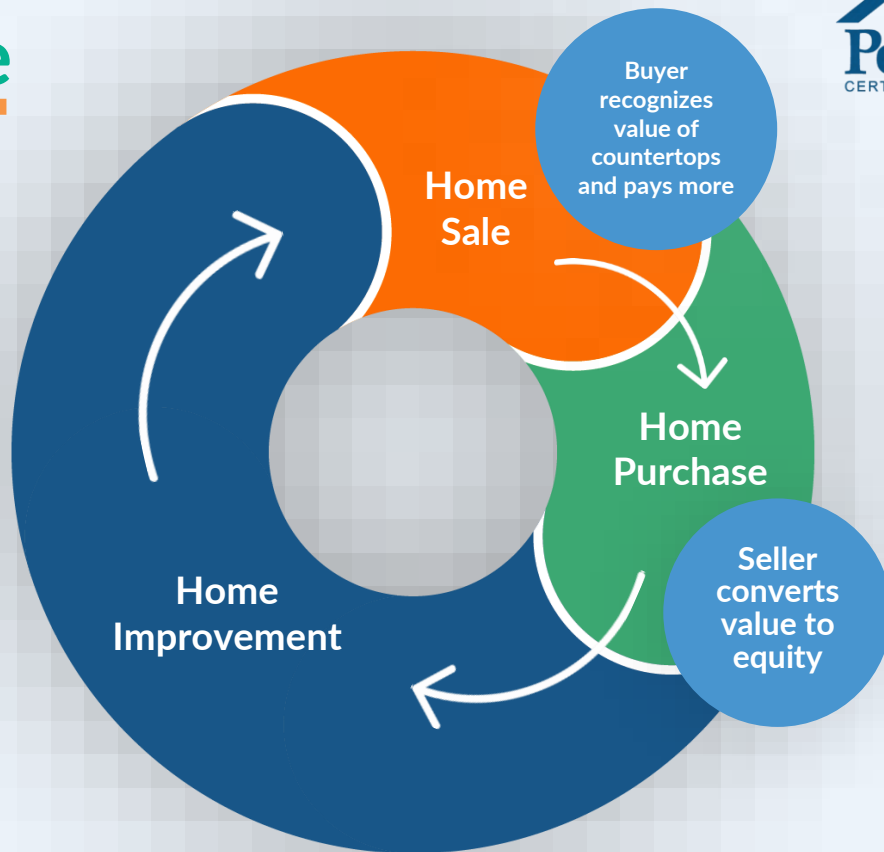 Buyer
recognizes
value of
countertops
and pays more
Home
Sale
Home
Purchase
Seller
converts
value to
equity
Home
Improvement